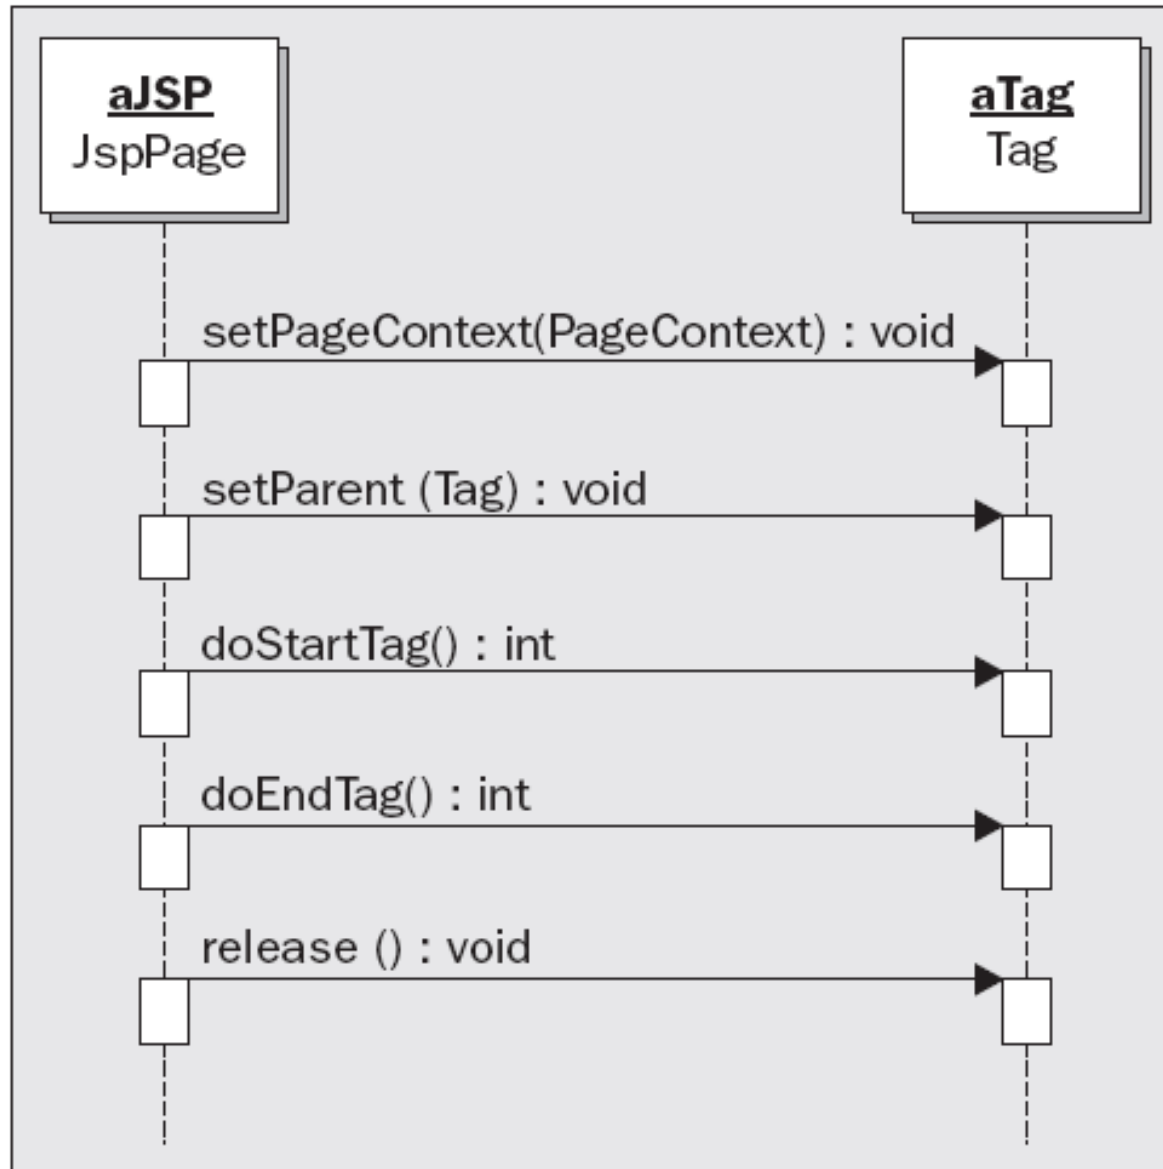 aJSP
JspPage
aTag
Tag
setPageContext(PageContext) : void
setParent (Tag) : void
doStartTag() : int
doEndTag() : int
release () : void